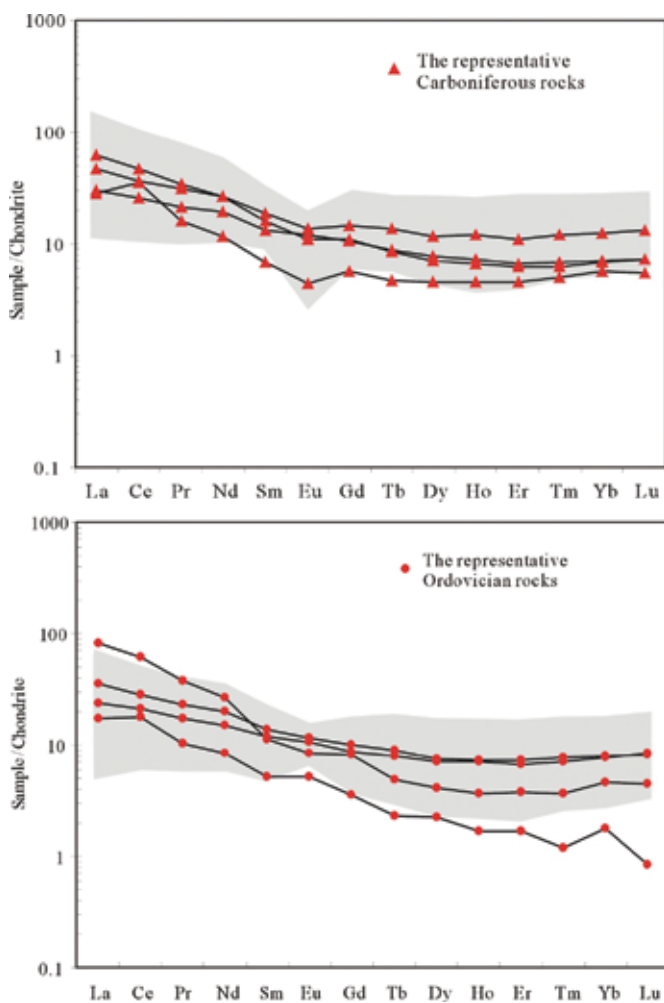 1000
The representative
Carboniferous rocks
100
10
1
0.1
Sample/Chondrite
La Ce Pr Nd Sm Eu Gd Tb Dy Ho Er Tm Yb Lu
1000
The representative
Ordovician rocks
100
10
1
0.1
Sample/Chondrite
La Ce Pr Nd Sm Eu Gd Tb Dy Ho Er Tm Yb Lu